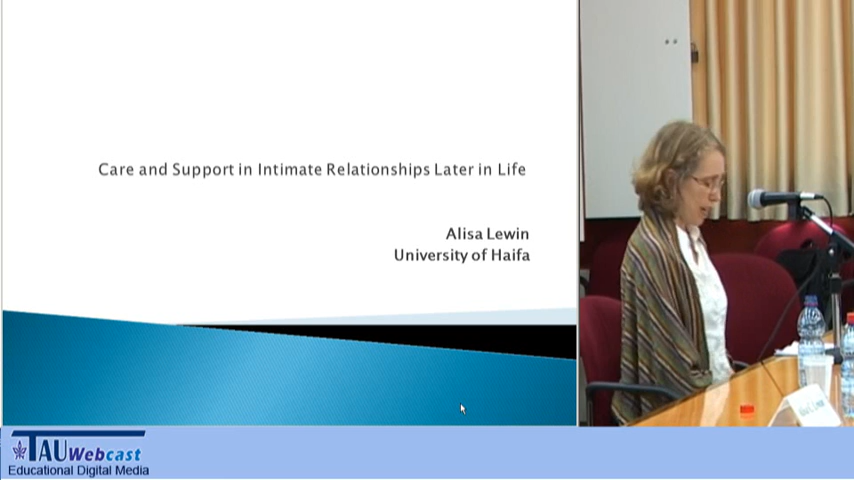 Care and Support in Intimate Relationships Later in Life
Alisa Lewin
University of Haifa
TAUWebcast
Educational Digital Media